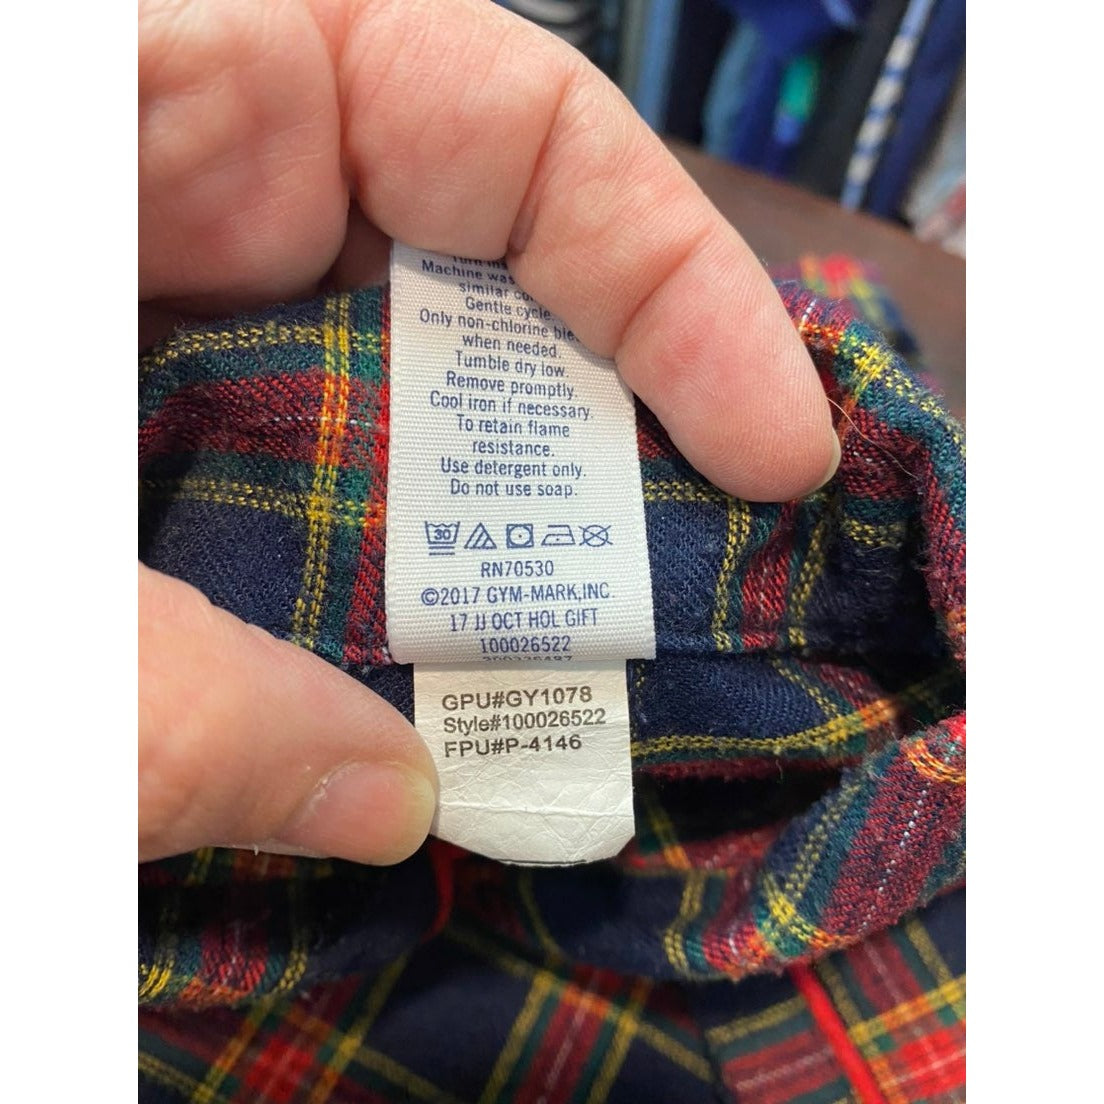 Machine was
similar co
Gentle cycle.
Only non-chlorine ble
when needed.
Tumble dry low.
Remove promptly.
Cool iron if necessary.
To retain flame
resistance.
Use detergent only.
Do not use soap.
30
RN70530
©2017 GYM-MARK,INC.
17 JJ OCT HOL GIFT
100026522
GPU#GY1078
Style#100026522
FPU#P-4146